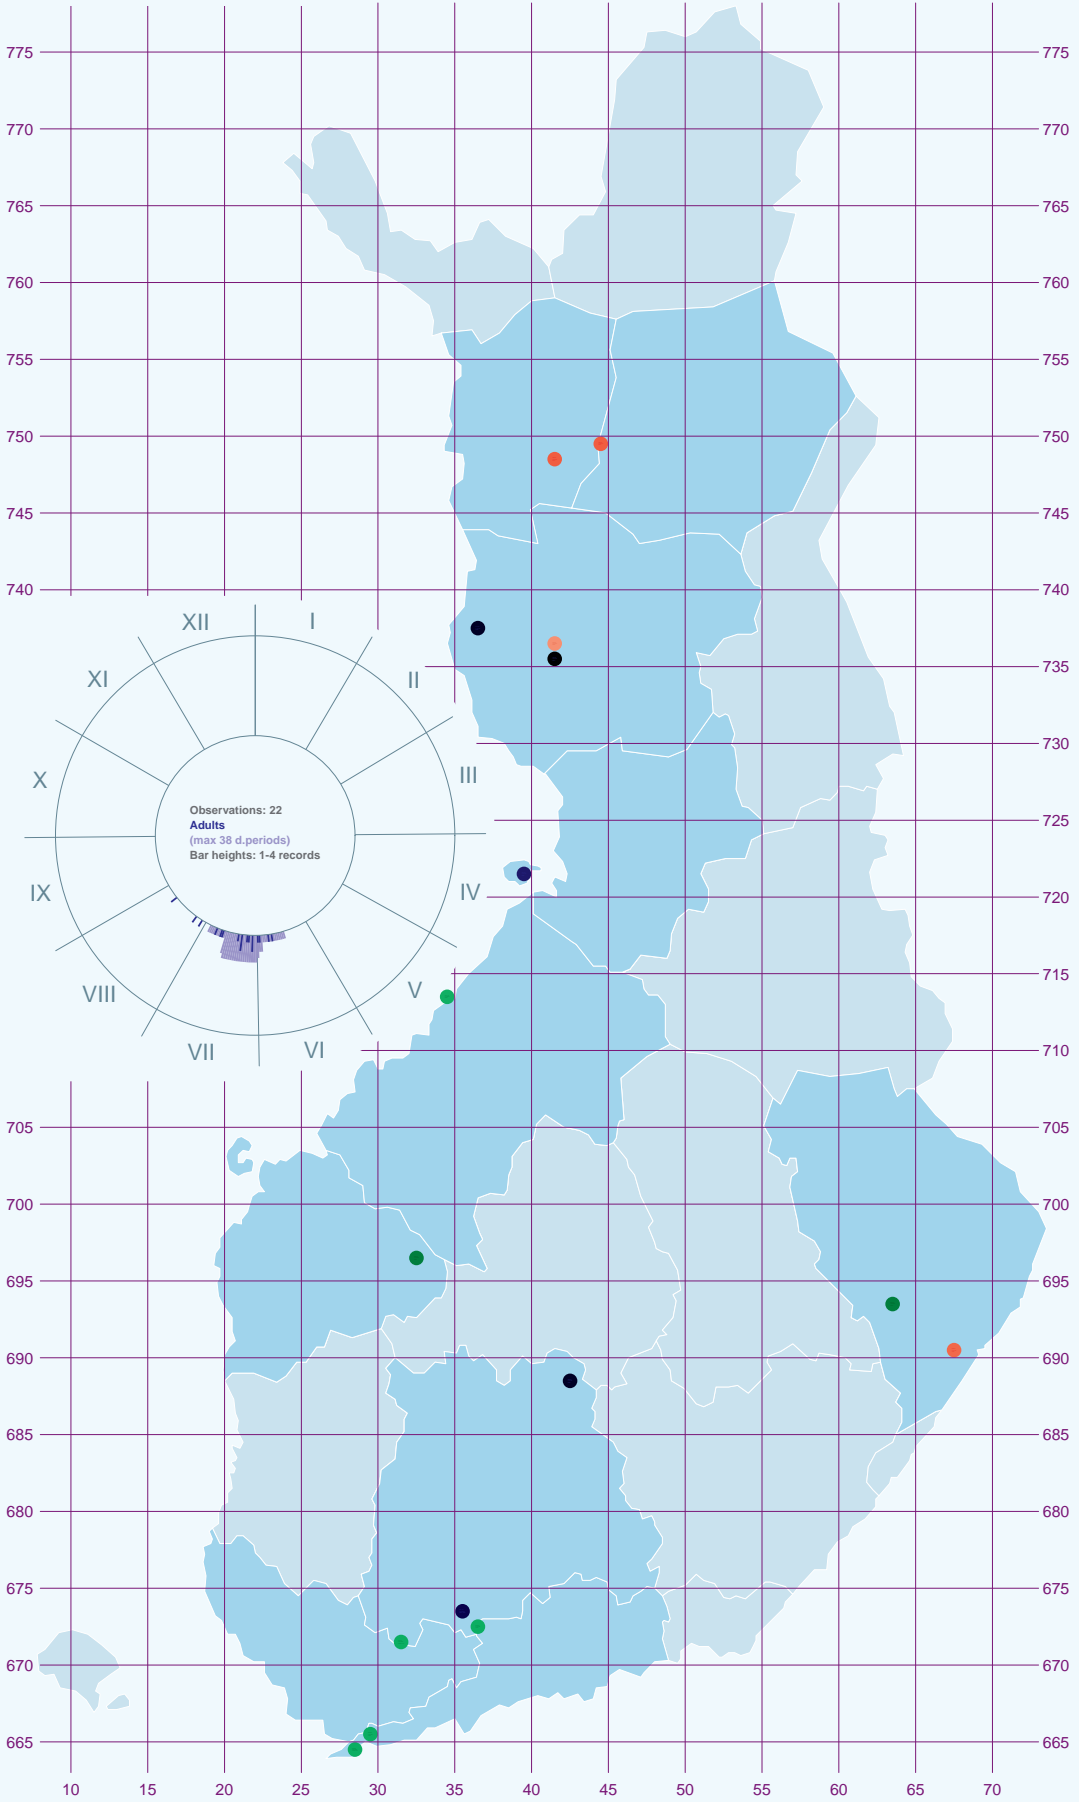 775 775
770 770
765 765
760 760
755 755
750 750
745 745
740 740
XII I
XI II
735
730
X III
Observations: 22
Adults
(max 38 d.periods)
Bar heights: 1-4 records
725
IX IV
720
VIII V
715
VII VI
710
705 705
700 700
695 695
690 690
685 685
680 680
675 675
670 670
665 665
10 15 20 25 30 35 40 45 50 55 60 65 70